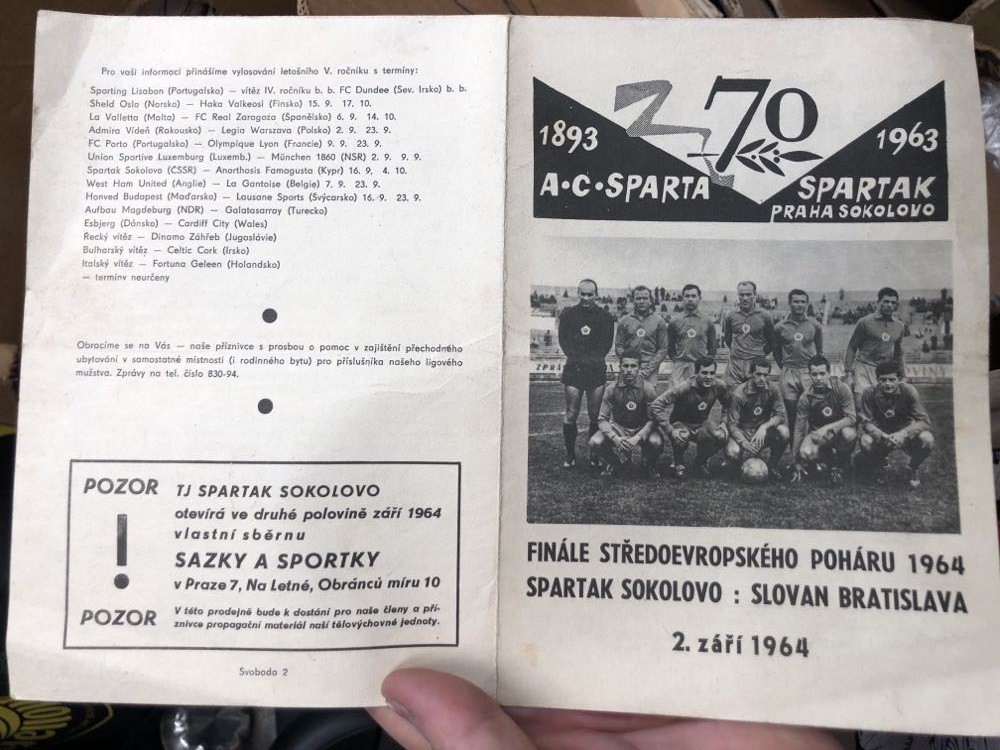 Pro vaši informaci přinášíme vylosování letošního V. ročníku s termíny:
Sporting Lisabon (Portugalsko) — vítěz IV. ročníku b. b. FC Dundee (Sev. Irsko) b. b.
Sheld Oslo (Norsko) — Haka Valkeosi (Finsko) 15. 9. 17. 10.
La Valletta (Malta) — FC Real Zaragoza (Španělsko) 6. 9. 14. 10.
Admira Vídeň (Rakousko) — Legia Warszava (Polsko) 2. 9. 23. 9.
FC Porto (Portugalsko) — Olympique Lyon (Francie) 9. 9. 23. 9.
Union Sportive Luxemburg (Luxemb.) — München 1860 (NSR) 2. 9. 9. 9.
Spartak Sokolovo (ČSSR) — Anorthosis Famagusta (Kypr) 16. 9, 4. 10.
West Ham United (Anglie) — La Gantoise (Belgie) 7. 9. 23. 9.
Honved Budapest (Maďarsko) — Lausane Sports (Švýcarsko) 16. 9. 23. 9.
Aufbau Magdeburg (NDR) — Galatasarray (Turecko)
Esbjerg (Dánsko) — Cardiff City (Wales)
Řecký vítěz — Dinamo Záhřeb (Jugoslávie)
Bulharský vítěz — Celtic Cork (Irsko)
Italský vítěz — Fortuna Geleen (Holandsko)
— termíny neurčeny
Obracíme se na Vás — naše příznivce s prosbou o pomoc v zajištění přechodného
ubytování v samostatné místnosti (i rodinného bytu) pro příslušníka našeho ligového
mužstva. Zprávy na tel. číslo 830-94.
POZOR
!
POZOR
TJ SPARTAK SOKOLOVO
otevírá ve druhé polovině září 1964
vlastní sběrnu
SAZKY A SPORTKY
v Praze 7, Na Letné, Obránců míru 10
V této prodejně bude k dostání pro naše členy a pří-
znivce propagační materiál naší tělovýchovné jednoty.
Svoboda 2
70
1893
1963
A·C·SPARTA
SPARTAK
PRAHA SOKOLOVO
FINÁLE STŘEDOEVROPSKÉHO POHÁRU 1964
SPARTAK SOKOLOVO : SLOVAN BRATISLAVA
2. září 1964